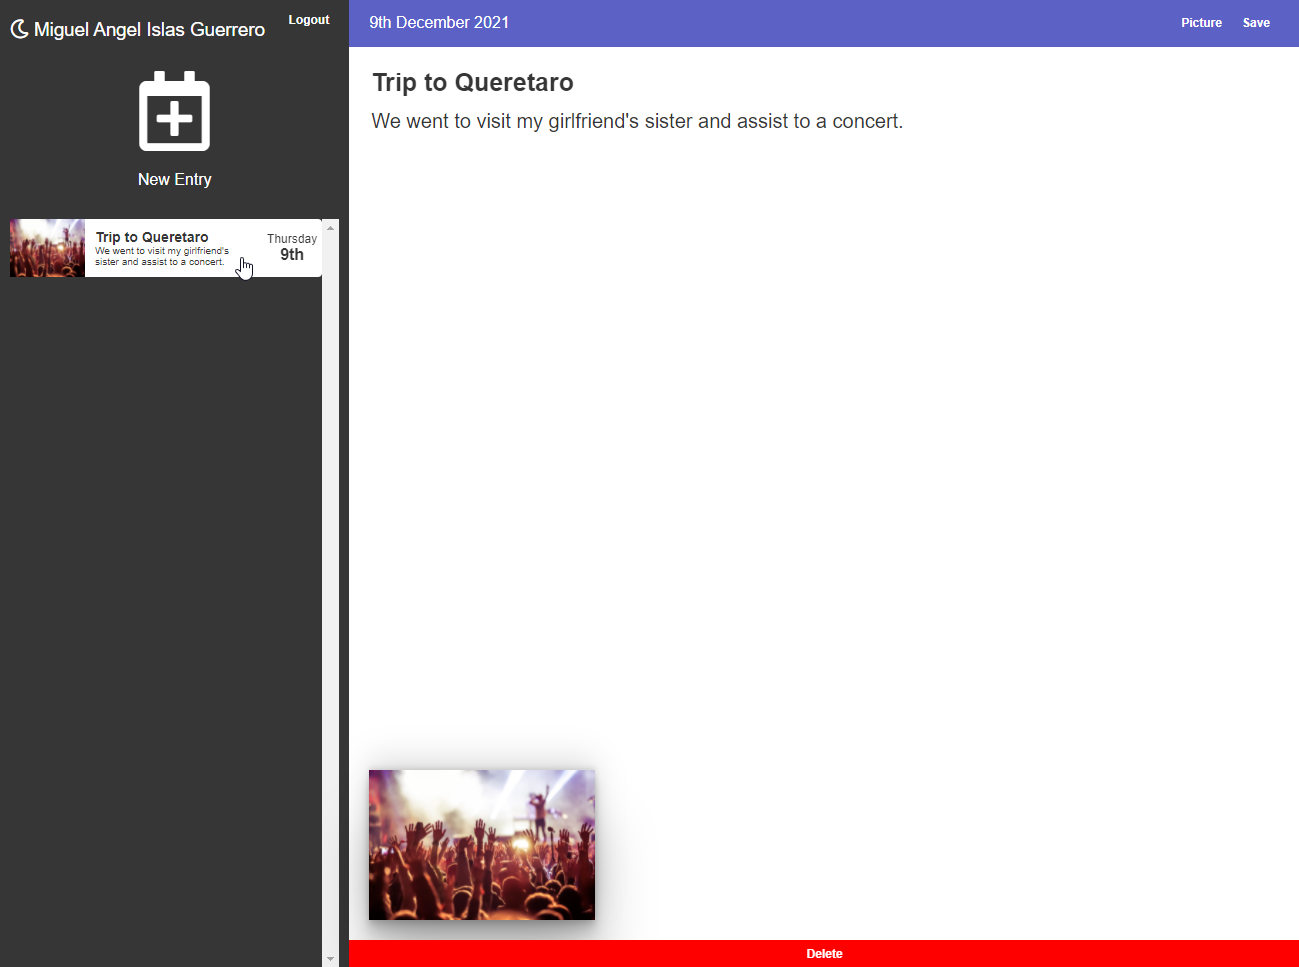 Miguel Angel Islas Guerrero
Logout
New Entry
Trip to Queretaro
We went to visit my girlfriend's
sister and assist to a concert.
Thursday
9th
9th December 2021
Picture
Save
Trip to Queretaro
We went to visit my girlfriend's sister and assist to a concert.
Delete